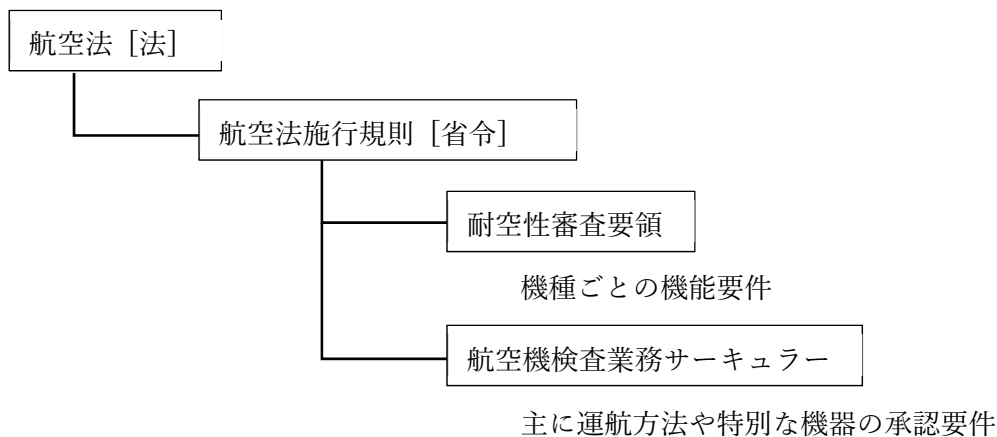 航空法［法］
航空法施行規則［省令］
耐空性審査要領
機種ごとの機能要件
航空機検査業務サーキュラー
主に運航方法や特別な機器の承認要件